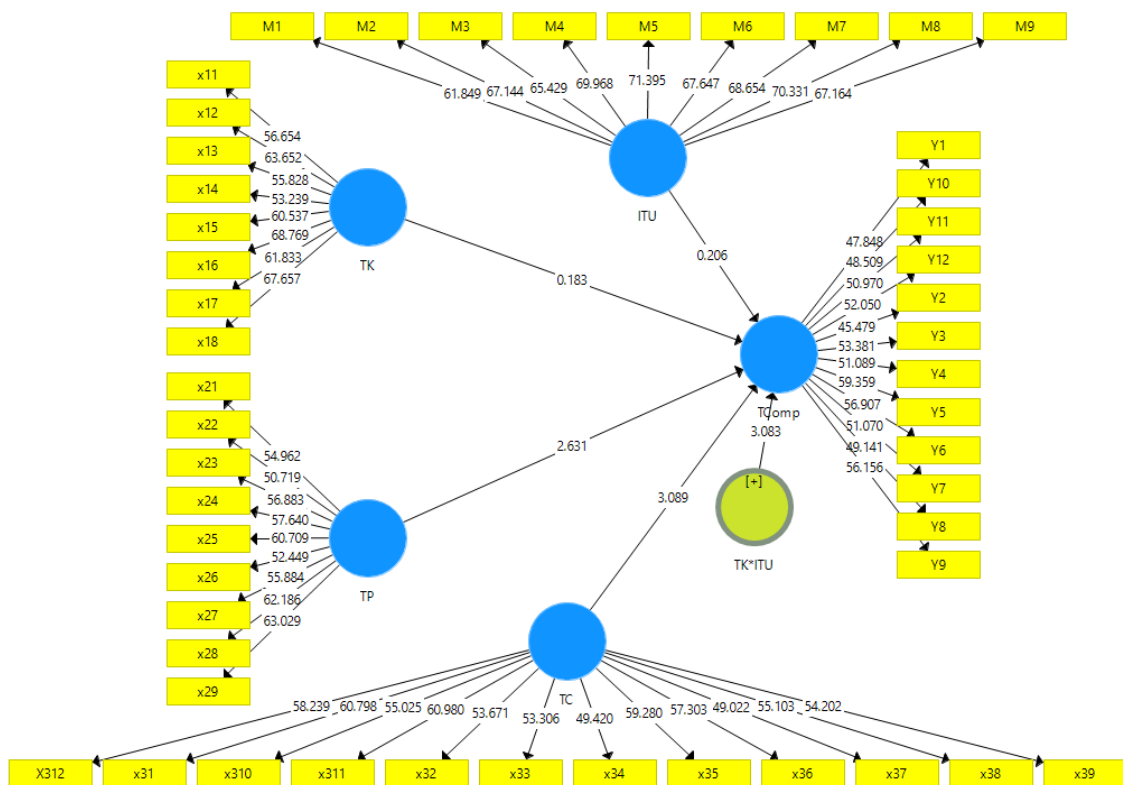 M1 M2 M3 M4 M5 M6 M7 M8 M9
61.849 67.144 65.429 69.968 71.395 67.647 68.654 70.331 67.164
ITU
0.206
x11
x12
x13
x14
x15
x16
x17
x18
56.654
63.652
55.828
53.239
60.537
68.769
61.833
67.657
TK
0.183
x21
x22
x23
x24
x25
x26
x27
x28
x29
54.962
50.719
56.883
57.640
60.709
52.449
55.884
62.186
63.029
TP
2.631
Y1
Y10
Y11
Y12
Y2
Y3
Y4
Y5
Y6
Y7
Y8
Y9
47.848
48.509
50.970
52.050
45.479
53.381
51.089
59.359
56.907
51.070
49.141
56.156
TComp
3.083
[+]
TK*ITU
3.089
TC
58.239 60.798 55.025 60.980 53.671 53.306 49.420 59.280 57.303 49.022 55.103 54.202
X312 x31 x310 x311 x32 x33 x34 x35 x36 x37 x38 x39